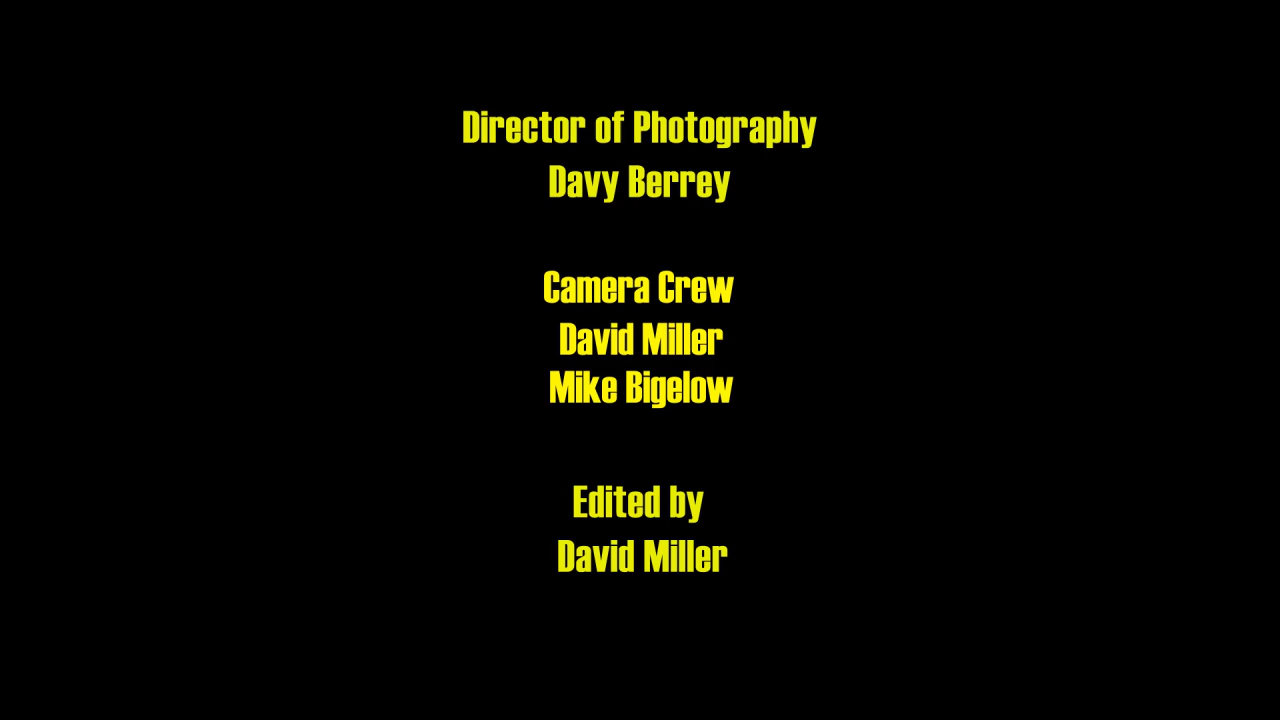 Director of Photography
Davy Berrey
Camera Crew
David Miller
Mike Bigelow
Edited by
David Miller